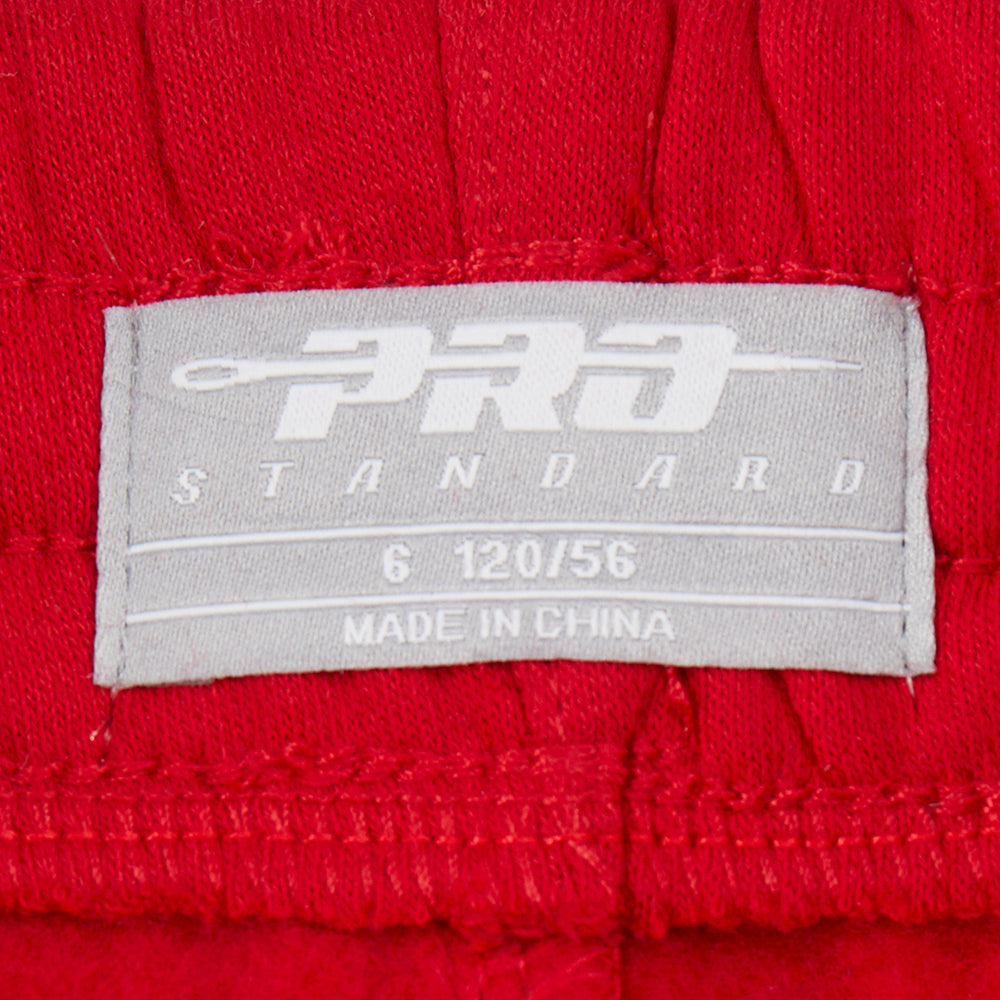 PRO
STANDARD
6 120/56
MADE IN CHINA